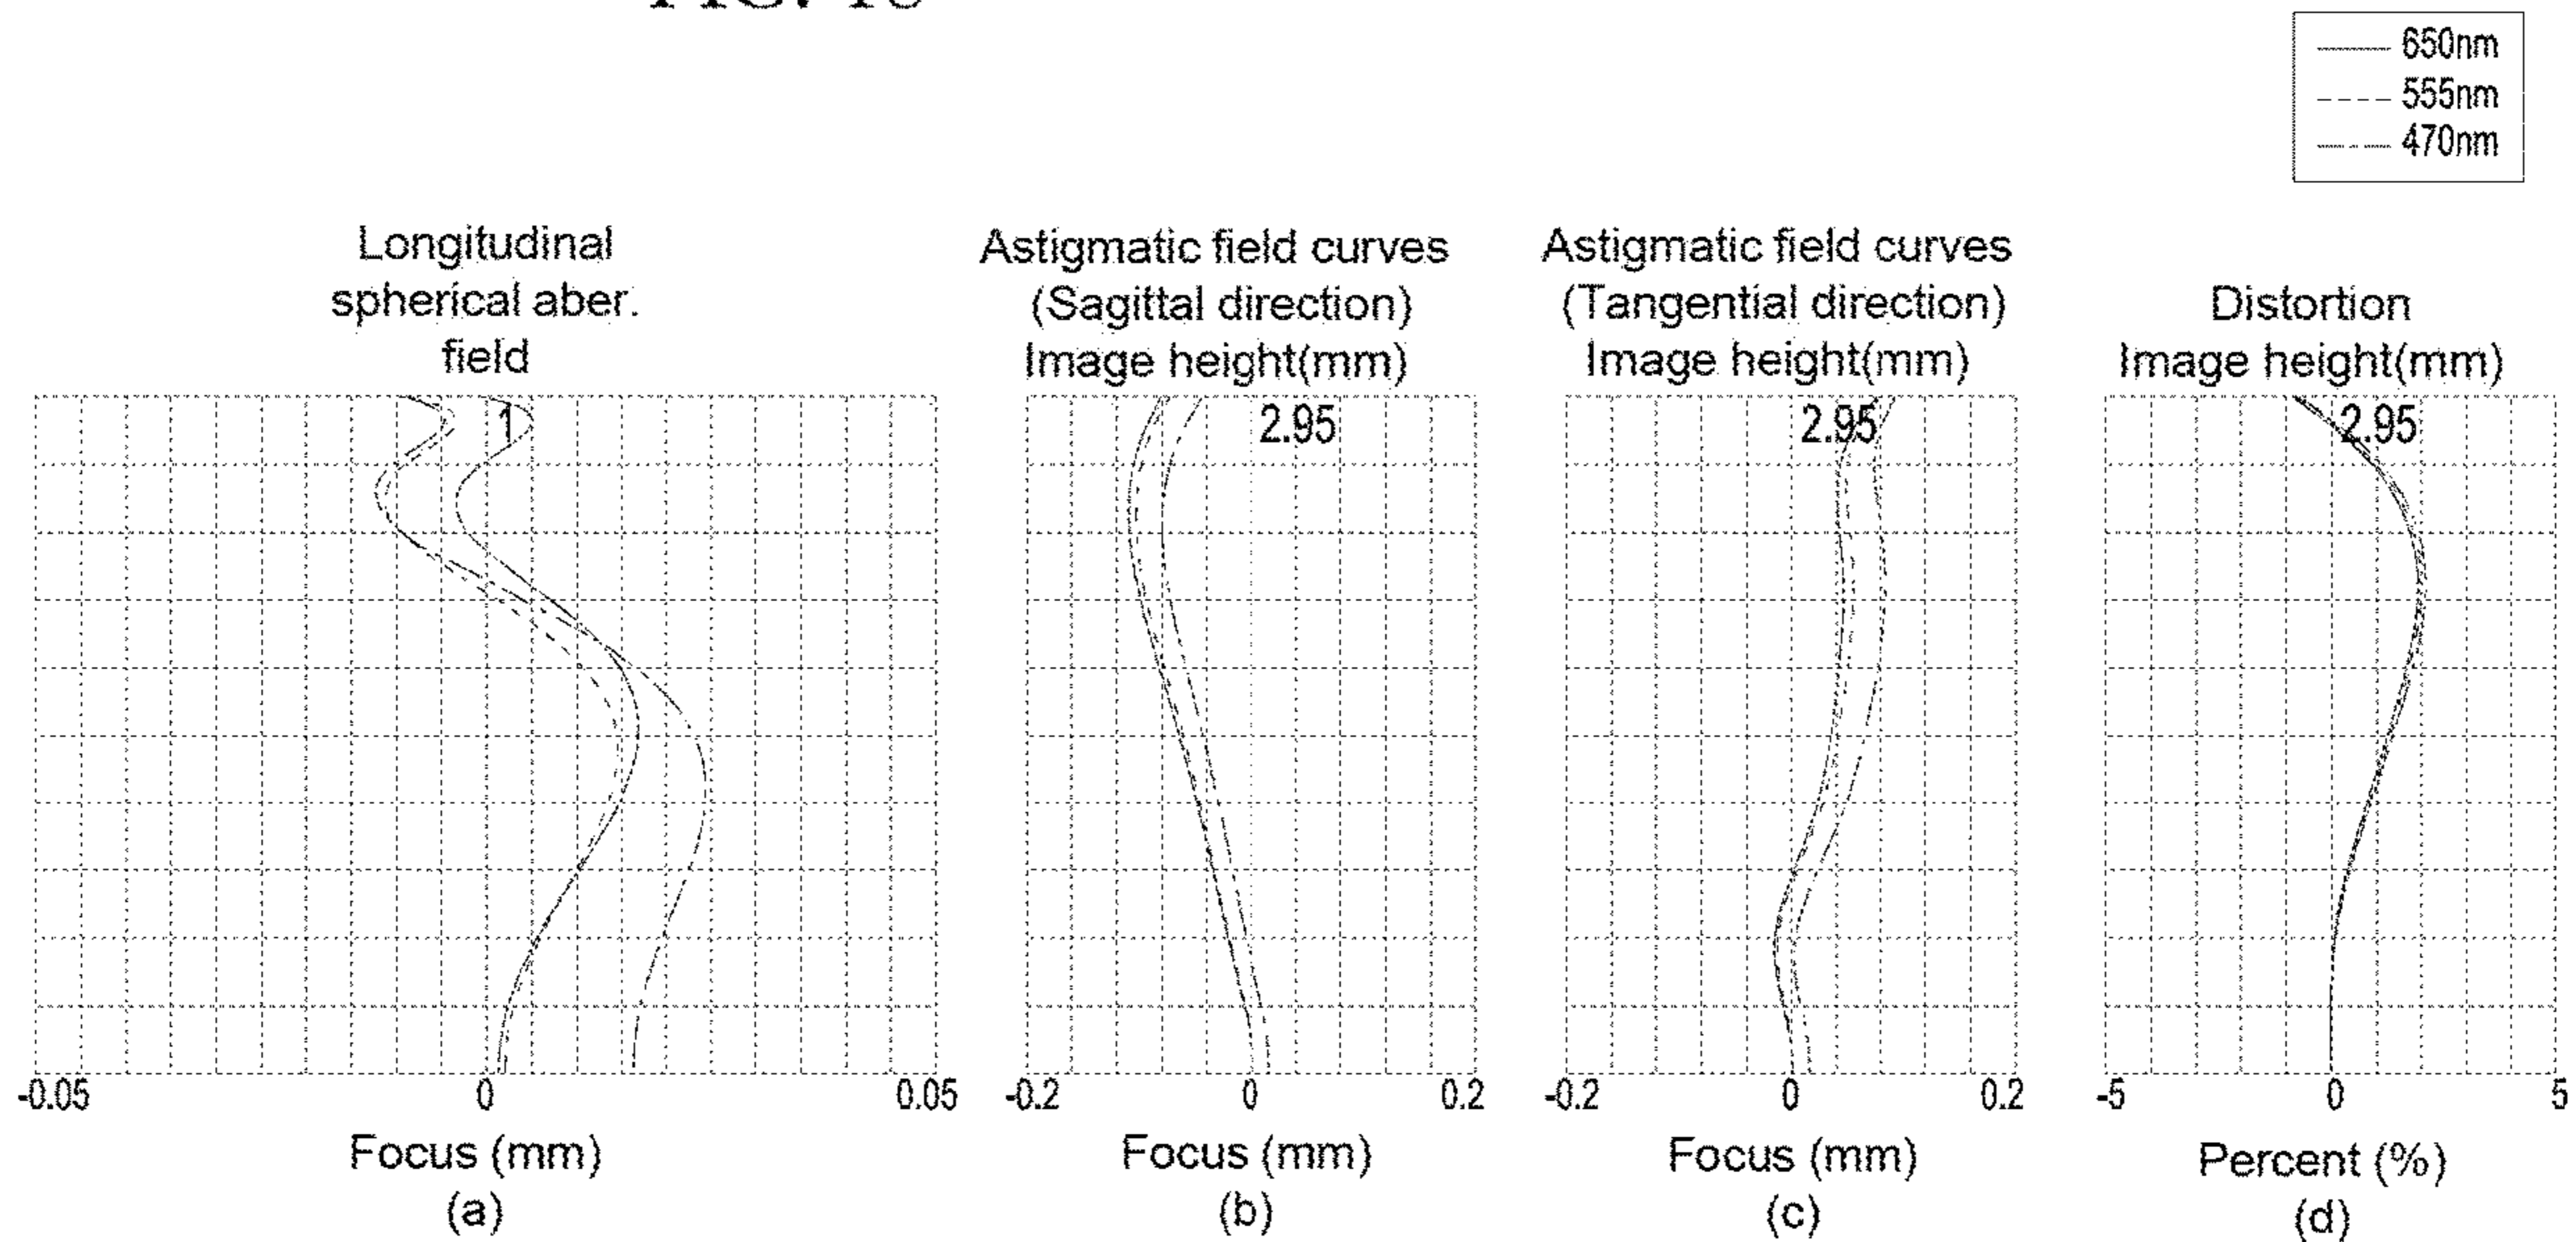 650nm
555nm
470nm
Longitudinal
spherical aber.
field
Astigmatic field curves
(Sagittal direction)
Image height(mm)
Astigmatic field curves
(Tangential direction)
Image height(mm)
Distortion
Image height(mm)
1
2.95
2.95
2.95
-0.05
0
0.05
-0.2
0
0.2
-0.2
0
0.2
-5
0
5
Focus (mm)
(a)
Focus (mm)
(b)
Focus (mm)
(c)
Percent (%)
(d)